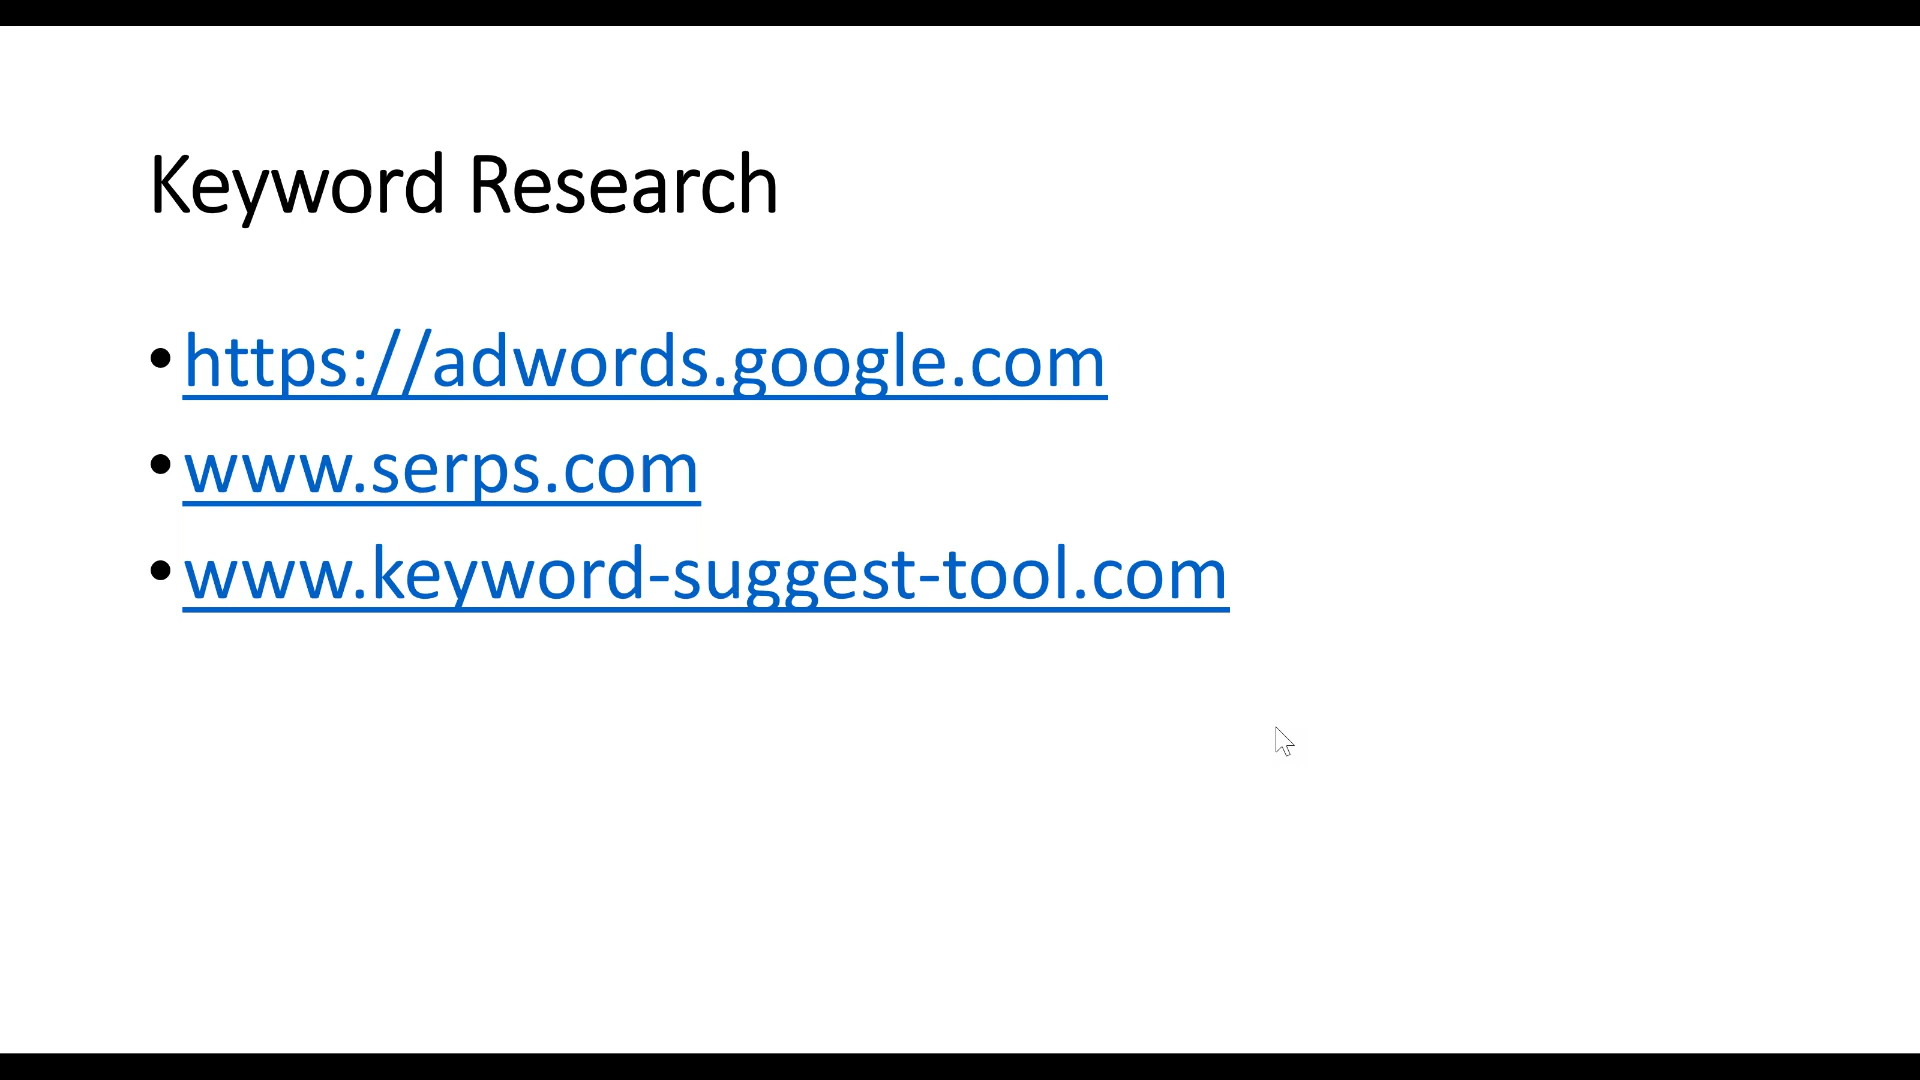 Keyword Research
• https://adwords.google.com
• www.serps.com
• www.keyword-suggest-tool.com